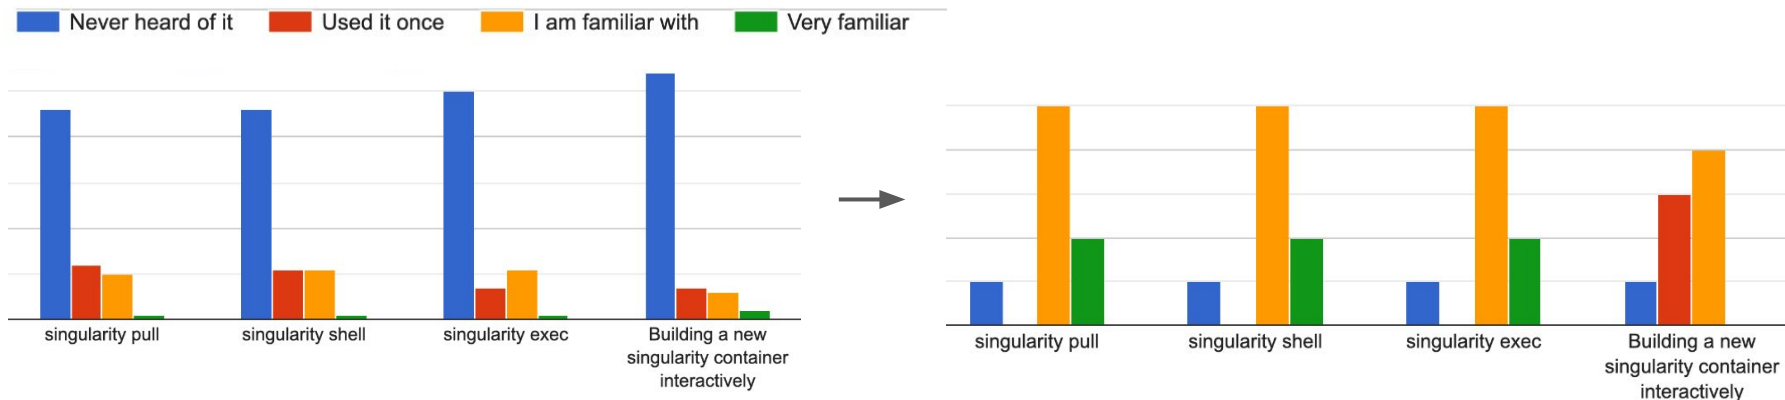 Never heard of it Used it once I am familiar with Very familiar
singularity pull singularity shell singularity exec Building a new
singularity container
interactively
singularity pull singularity shell singularity exec Building a new
singularity container
interactively